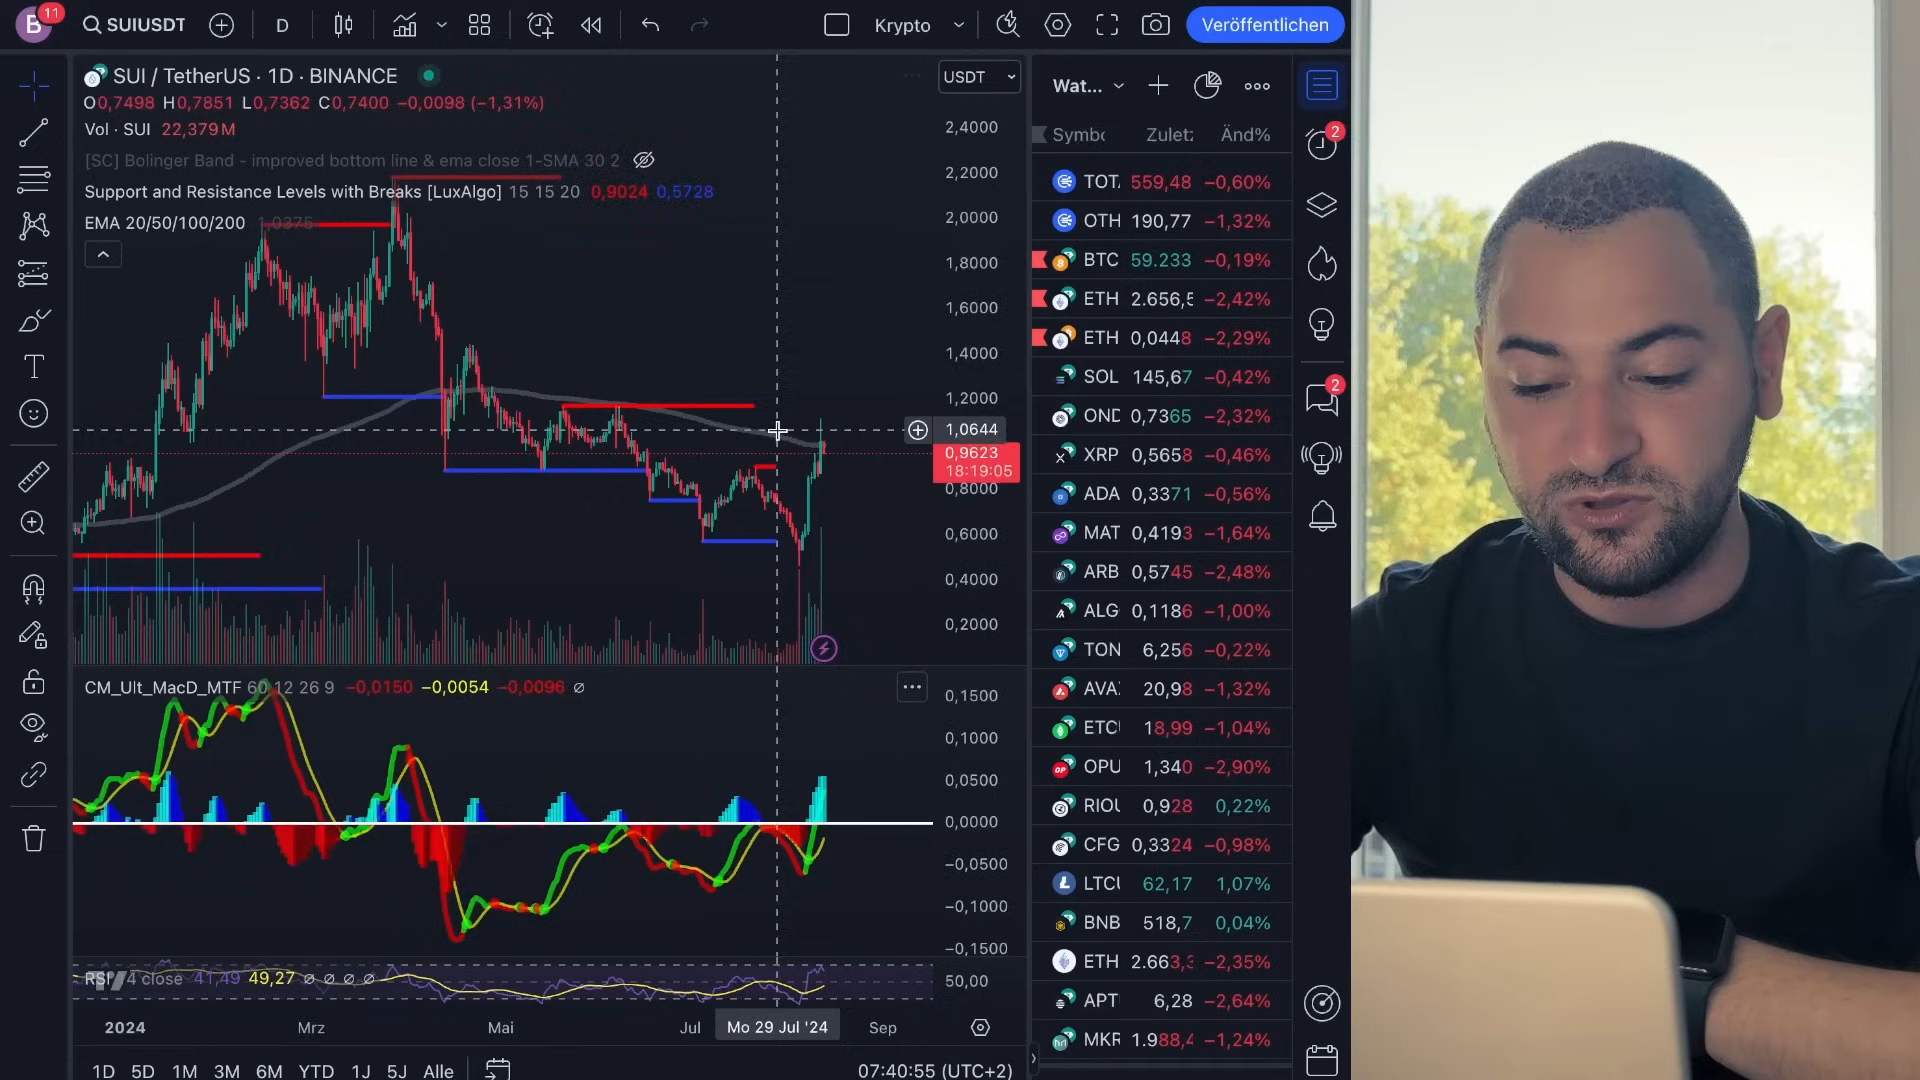 B 11 SUIUSDT D Krypto Veröffentlichen
SUI / TetherUS · 1D · BINANCE
O0,7498 H0,7851 L0,7362 C0,7400 −0,0098 (−1,31%)
Vol · SUI 22,379M
[SC] Bolinger Band - improved bottom line & ema close 1-SMA 30 2
Support and Resistance Levels with Breaks [LuxAlgo] 15 15 20 0,9024 0,5728
EMA 20/50/100/200 1,0375
USDT
2,4000
2,2000
2,0000
1,8000
1,6000
1,4000
1,2000
1,0644
0,9623
18:19:05
0,8000
0,6000
0,4000
0,2000
CM_Ult_MacD_MTF 60 12 26 9 −0,0150 −0,0054 −0,0096 ∅
0,1500
0,1000
0,0500
0,0000
−0,0500
−0,1000
−0,1500
RSI 4 close 41,49 49,27 ∅ ∅ ∅ ∅
50,00
2024 Mrz Mai Jul Mo 29 Jul '24 Sep
1D 5D 1M 3M 6M YTD 1J 5J Alle 07:40:55 (UTC+2)
Wat...
Symbc Zuletz Änd%
TOT. 559,48 −0,60%
OTH 190,77 −1,32%
BTC 59.233 −0,19%
ETH 2.656,5 −2,42%
ETH 0,0448 −2,29%
SOL 145,67 −0,42%
OND 0,7365 −2,32%
XRP 0,5658 −0,46%
ADA 0,3371 −0,56%
MAT 0,4193 −1,64%
ARB 0,5745 −2,48%
ALG 0,1186 −1,00%
TON 6,256 −0,22%
AVA 20,98 −1,32%
ETC 18,99 −1,04%
OPU 1,340 −2,90%
RIOU 0,928 0,22%
CFG 0,3324 −0,98%
LTCU 62,17 1,07%
BNB 518,7 0,04%
ETH 2.663,3 −2,35%
APT 6,28 −2,64%
MKR 1.988,4 −1,24%
2
2